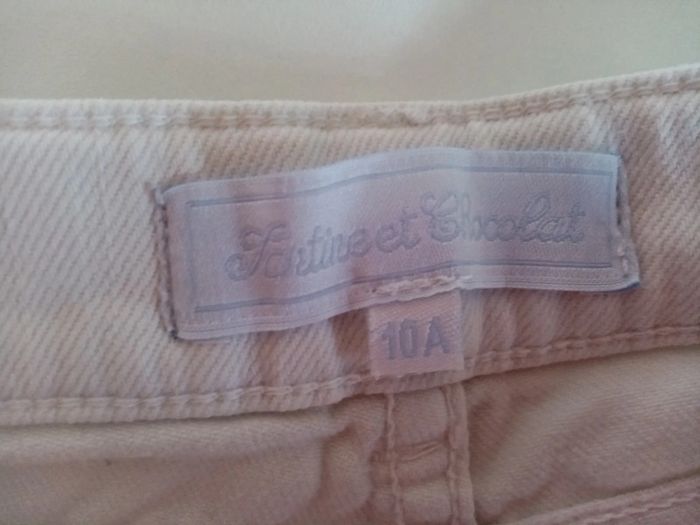 Tartine et Chocolat
10A